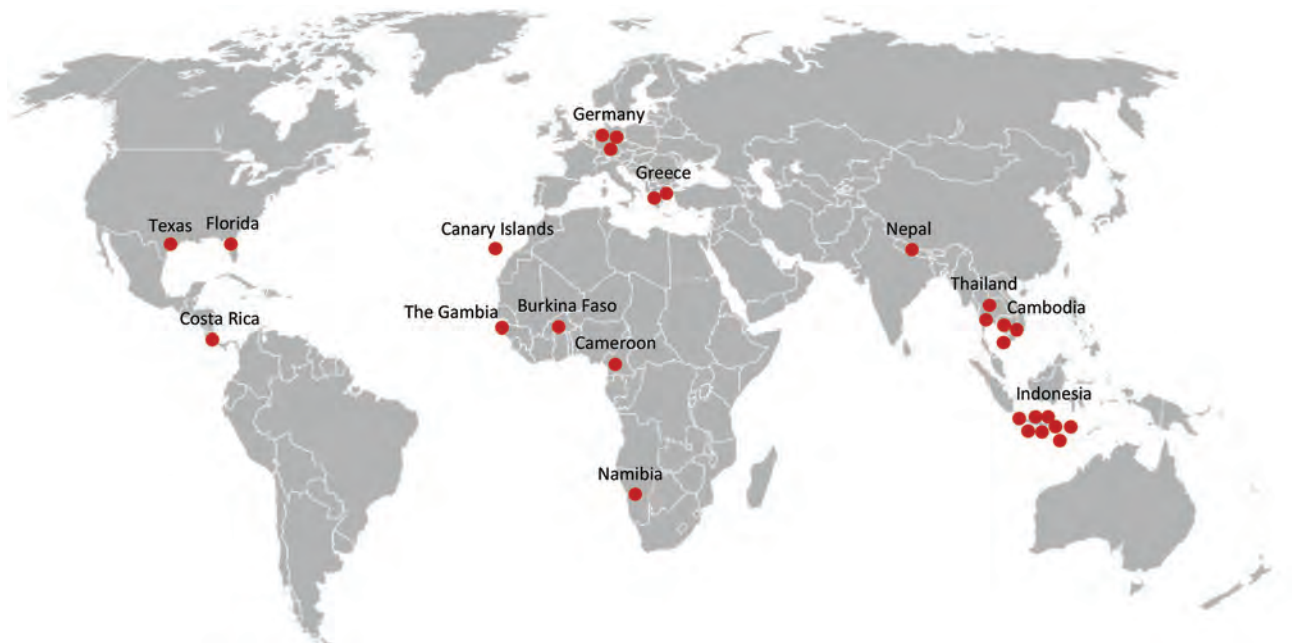 Germany
Greece
Texas
Florida
Canary Islands
Nepal
Thailand
Costa Rica
The Gambia
Burkina Faso
Cambodia
Cameroon
Indonesia
Namibia